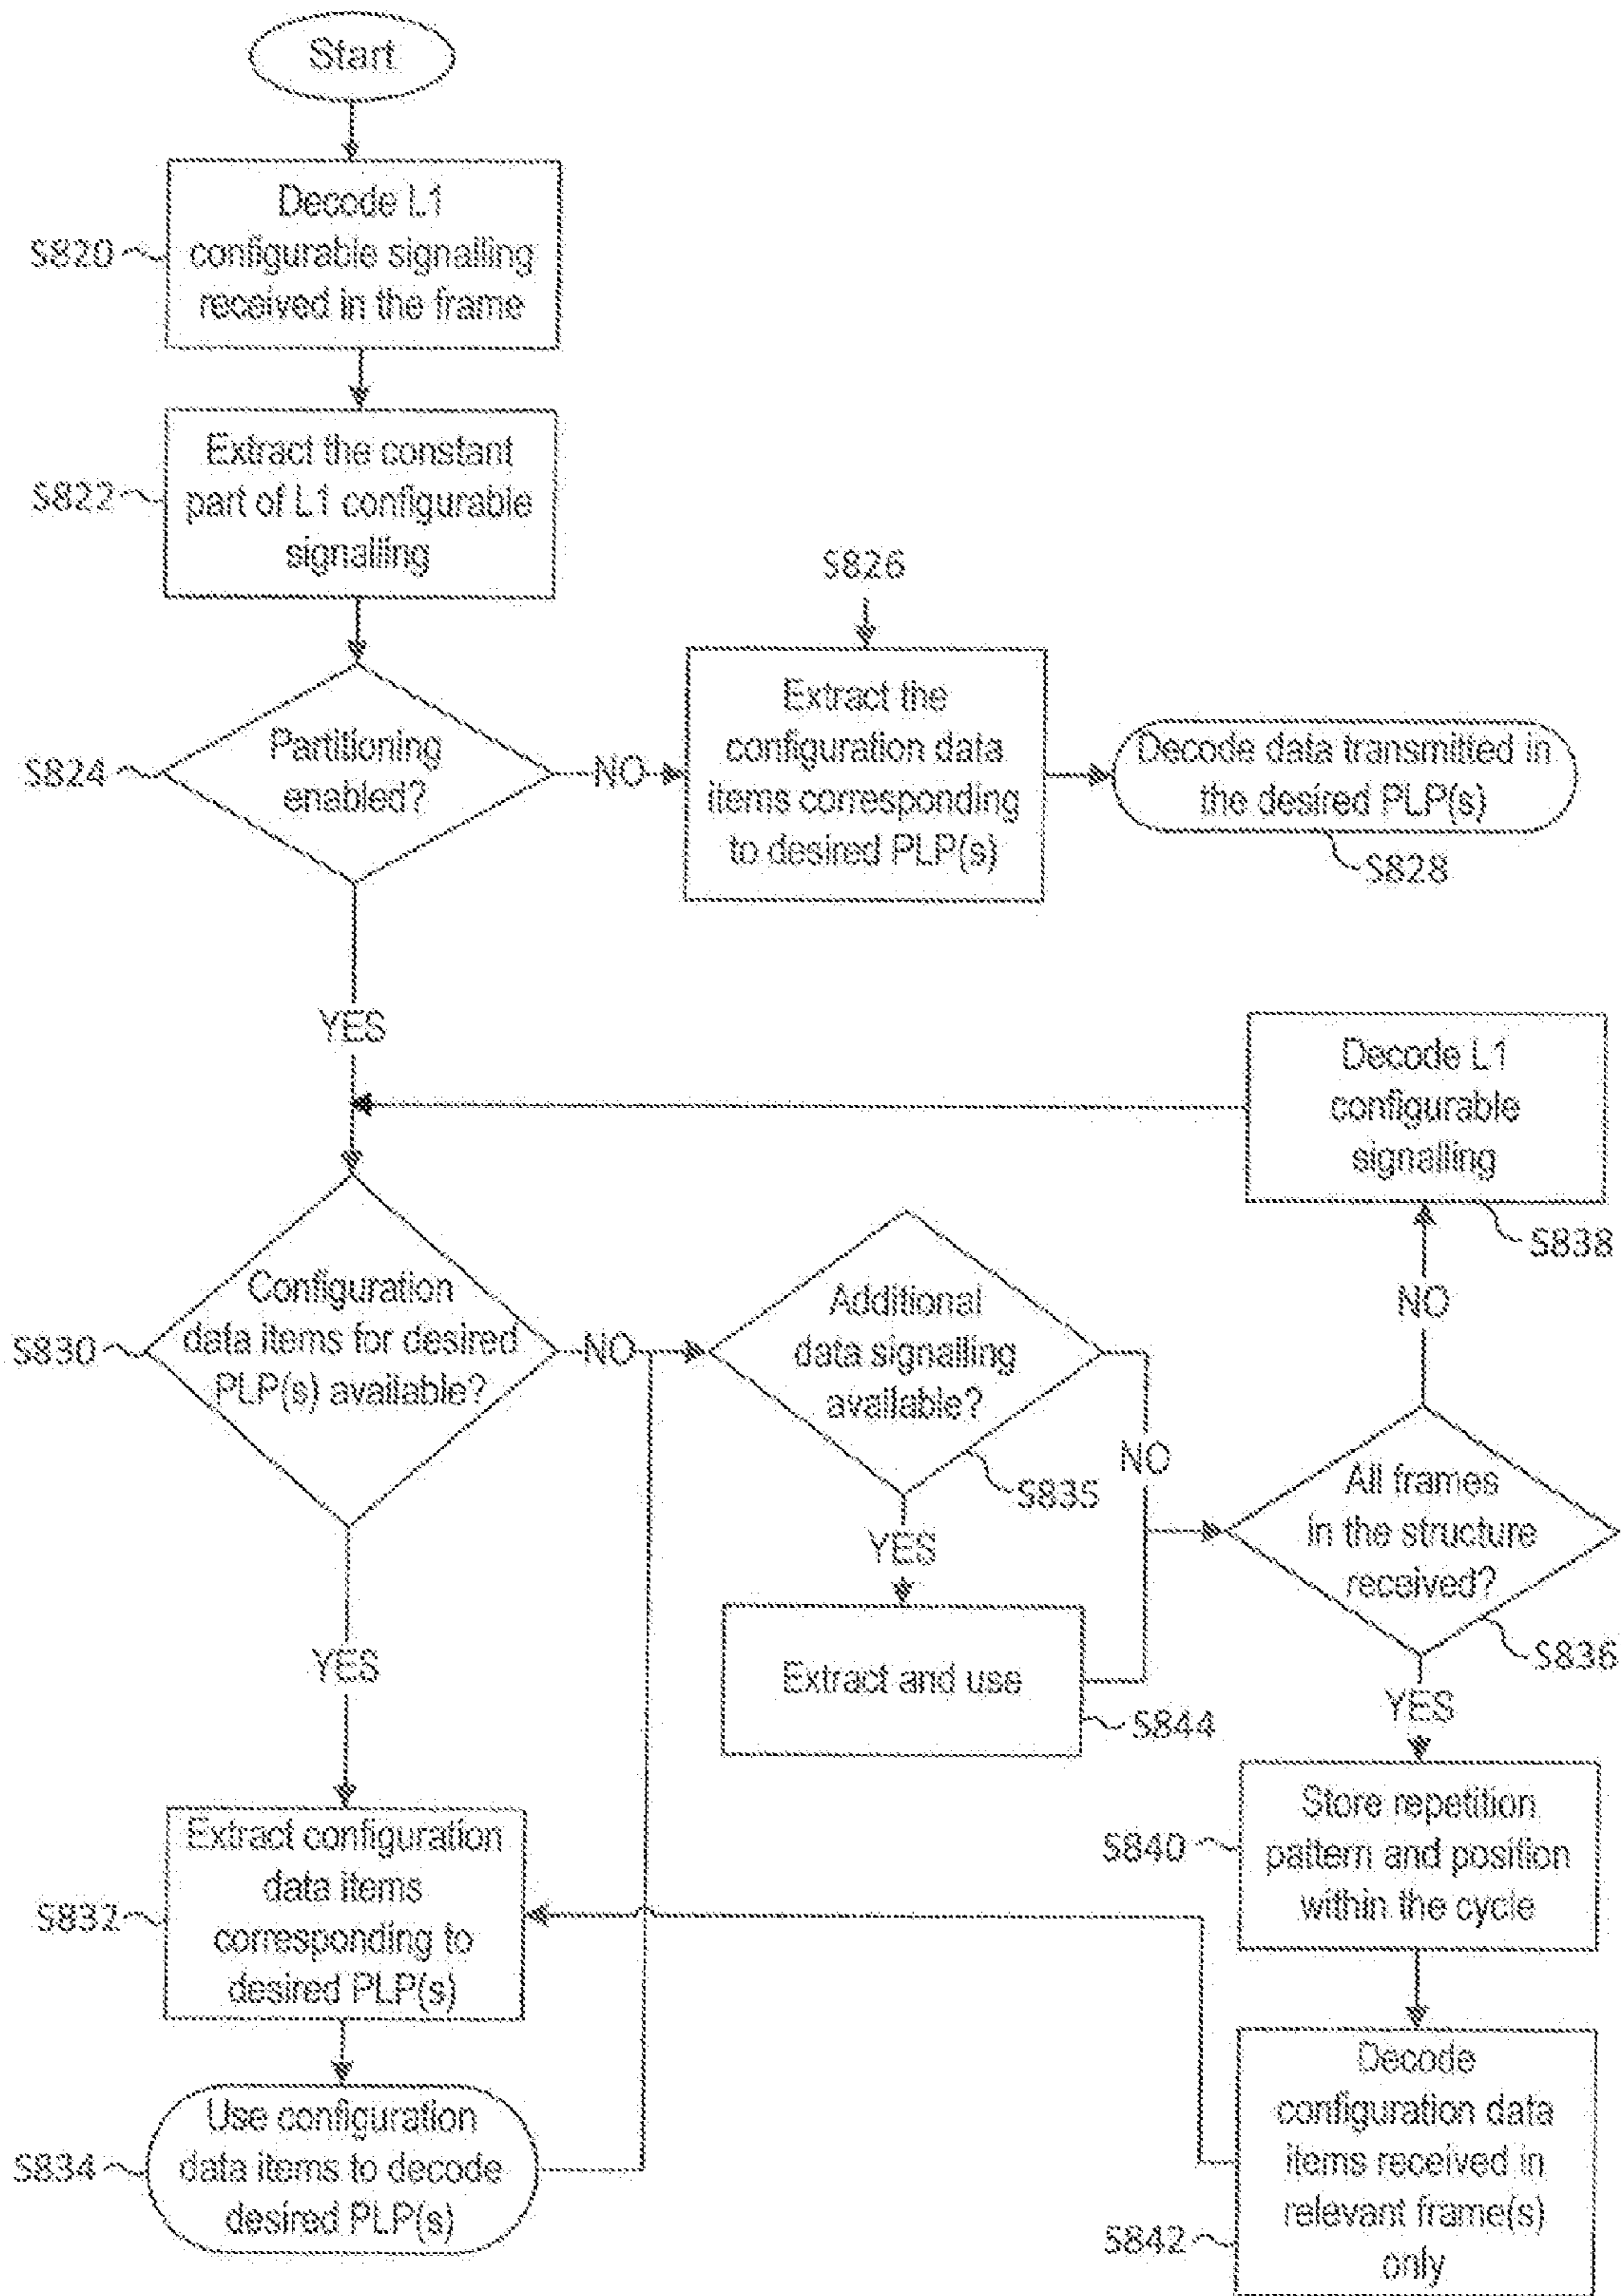 Start
Decode L1
configurable signalling
received in the frame
S820
Extract the constant
part of L1 configurable
signalling
S822
S826
Partitioning
enabled?
S824
NO
Extract the
configuration data
items corresponding
to desired PLP(s)
Decode data transmitted in
the desired PLP(s)
S828
YES
Decode L1
configurable
signalling
S838
NO
Configuration
data items for desired
PLP(s) available?
S830
NO
Additional
data signalling
available?
S835
NO
All frames
in the structure
received?
S836
YES
YES
Extract and use
S844
YES
Store repetition
pattern and position
within the cycle
S840
Extract configuration
data items
corresponding to
desired PLP(s)
S832
Decode
configuration data
items received in
relevant frame(s)
only
S842
Use configuration
data items to decode
desired PLP(s)
S834